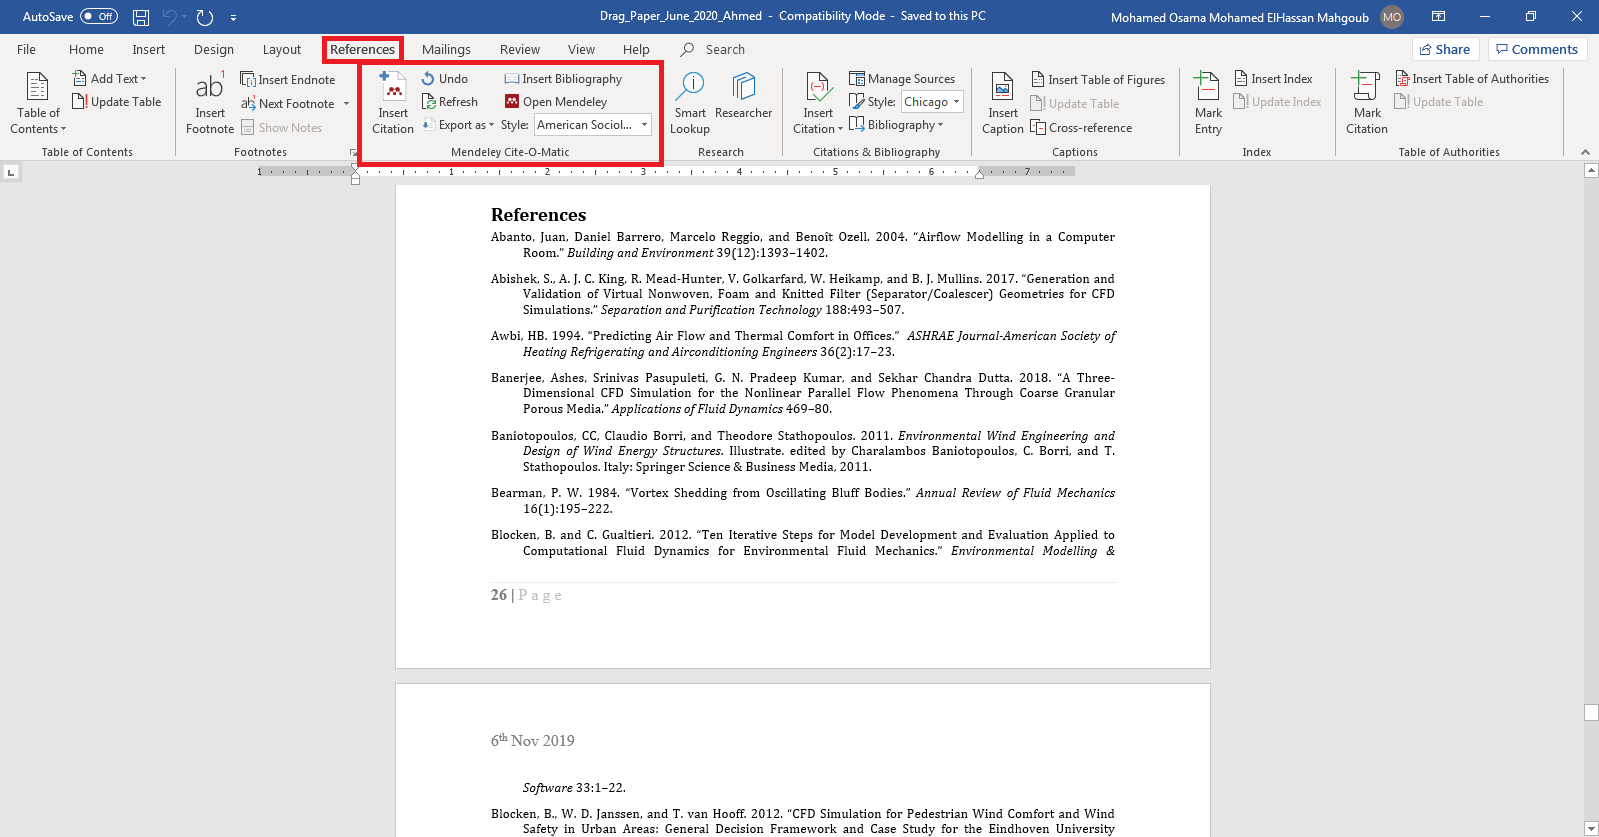 AutoSave Off
Drag_Paper_June_2020_Ahmed - Compatibility Mode - Saved to this PC
Mohamed Osama Mohamed ElHassan Mahgoub MO
File Home Insert Design Layout References Mailings Review View Help Search
Share Comments
Table of Contents
Add Text
Update Table
Table of Contents
ab1
Insert Footnote
Insert Endnote
Next Footnote
Show Notes
Footnotes
Insert Citation
Undo
Refresh
Export as
Insert Bibliography
Open Mendeley
Style: American Sociol...
Mendeley Cite-O-Matic
Smart Lookup
Researcher
Research
Insert Citation
Manage Sources
Style: Chicago
Bibliography
Citations & Bibliography
Insert Caption
Insert Table of Figures
Update Table
Cross-reference
Captions
Mark Entry
Insert Index
Update Index
Index
Mark Citation
Insert Table of Authorities
Update Table
Table of Authorities
1 1 2 3 4 5 6 7
References
Abanto, Juan, Daniel Barrero, Marcelo Reggio, and Benoît Ozell. 2004. “Airflow Modelling in a Computer
Room.” Building and Environment 39(12):1393–1402.
Abishek, S., A. J. C. King, R. Mead-Hunter, V. Golkarfard, W. Heikamp, and B. J. Mullins. 2017. “Generation and
Validation of Virtual Nonwoven, Foam and Knitted Filter (Separator/Coalescer) Geometries for CFD
Simulations.” Separation and Purification Technology 188:493–507.
Awbi, HB. 1994. “Predicting Air Flow and Thermal Comfort in Offices.” ASHRAE Journal-American Society of
Heating Refrigerating and Airconditioning Engineers 36(2):17–23.
Banerjee, Ashes, Srinivas Pasupuleti, G. N. Pradeep Kumar, and Sekhar Chandra Dutta. 2018. “A Three-
Dimensional CFD Simulation for the Nonlinear Parallel Flow Phenomena Through Coarse Granular
Porous Media.” Applications of Fluid Dynamics 469–80.
Baniotopoulos, CC, Claudio Borri, and Theodore Stathopoulos. 2011. Environmental Wind Engineering and
Design of Wind Energy Structures. Illustrate. edited by Charalambos Baniotopoulos, C. Borri, and T.
Stathopoulos. Italy: Springer Science & Business Media, 2011.
Bearman, P. W. 1984. “Vortex Shedding from Oscillating Bluff Bodies.” Annual Review of Fluid Mechanics
16(1):195–222.
Blocken, B. and C. Gualtieri. 2012. “Ten Iterative Steps for Model Development and Evaluation Applied to
Computational Fluid Dynamics for Environmental Fluid Mechanics.” Environmental Modelling &
26 | Page
6th Nov 2019
Software 33:1–22.
Blocken, B., W. D. Janssen, and T. van Hooff. 2012. “CFD Simulation for Pedestrian Wind Comfort and Wind
Safety in Urban Areas: General Decision Framework and Case Study for the Eindhoven University